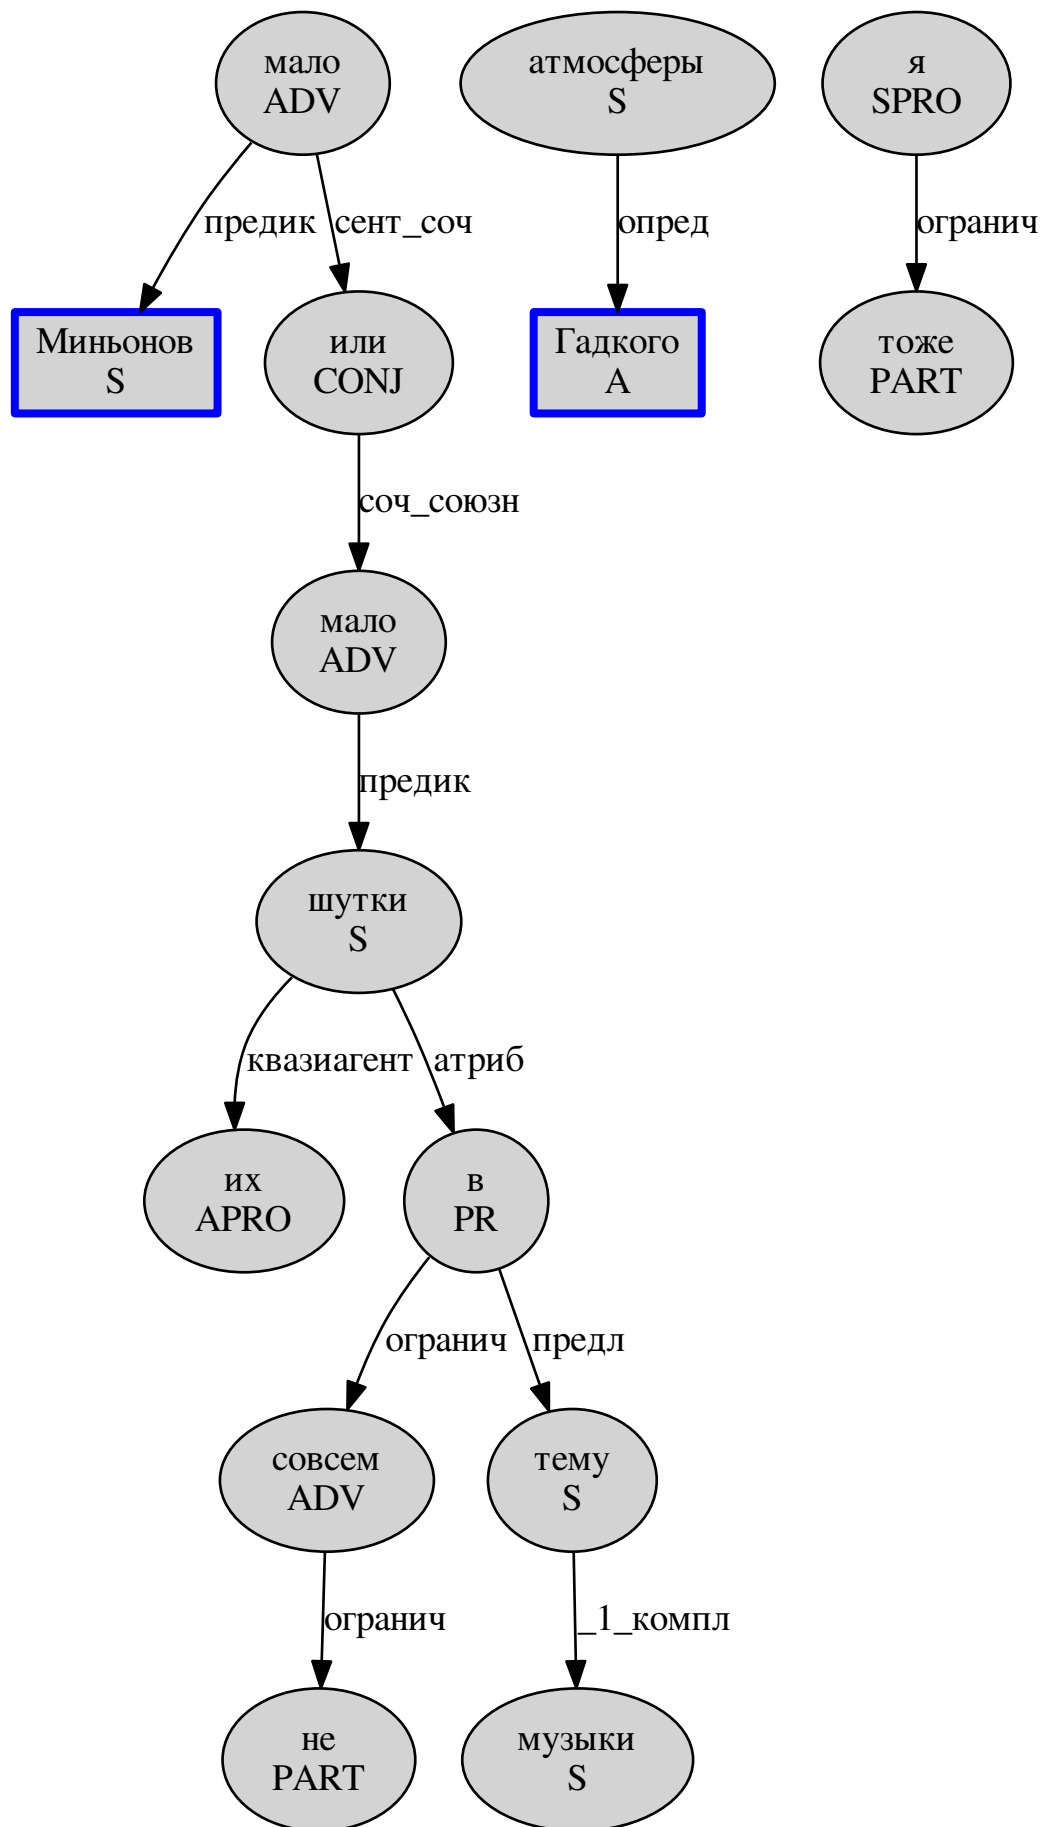 мало
ADV
атмосферы
S
я
SPRO
предик
сент_соч
опред
огранич
Миньонов
S
или
CONJ
Гадкого
A
тоже
PART
соч_союзн
мало
ADV
предик
шутки
S
квазиагент
атриб
их
APRO
в
PR
огранич
предл
совсем
ADV
тему
S
огранич
_1_компл
не
PART
музыки
S